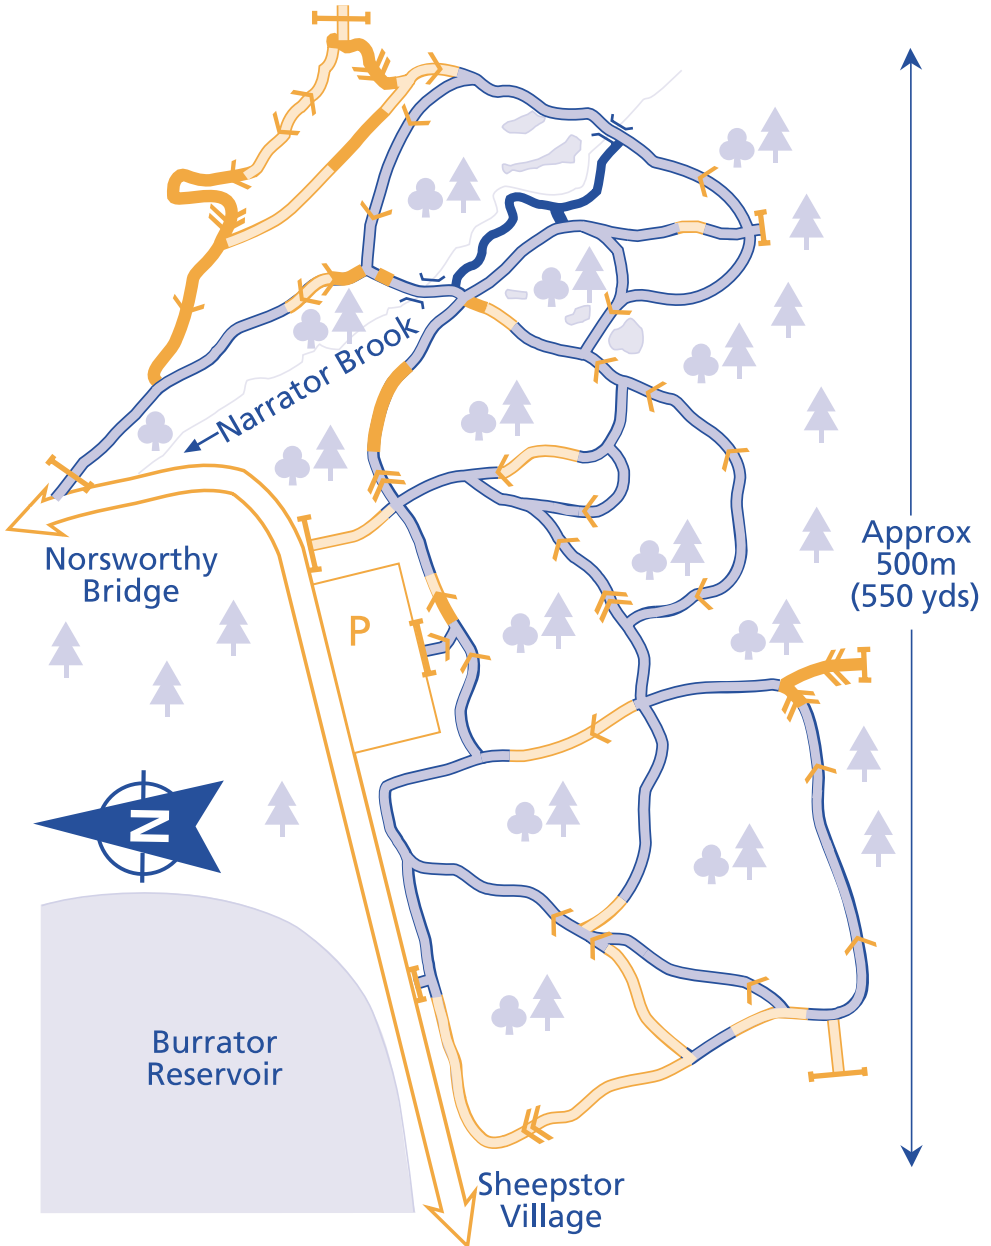 Narrator Brook
Norsworthy
Bridge
Approx
500m
(550 yds)
P
N
Burrator
Reservoir
Sheepstor
Village